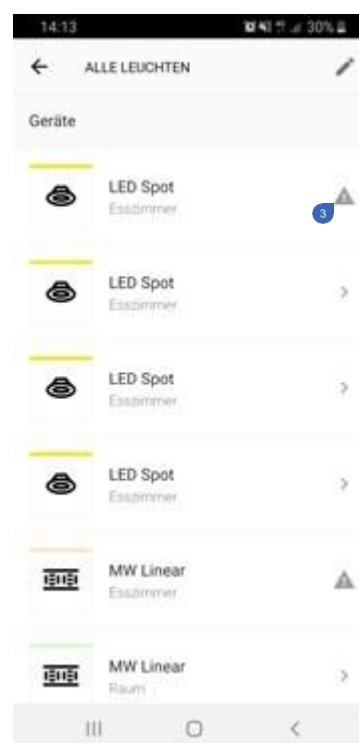 14:13 30%
ALLE LEUCHTEN
Geräte
LED Spot
Esszimmer
3
LED Spot
Esszimmer
LED Spot
Esszimmer
LED Spot
Esszimmer
MW Linear
Esszimmer
MW Linear
Raum